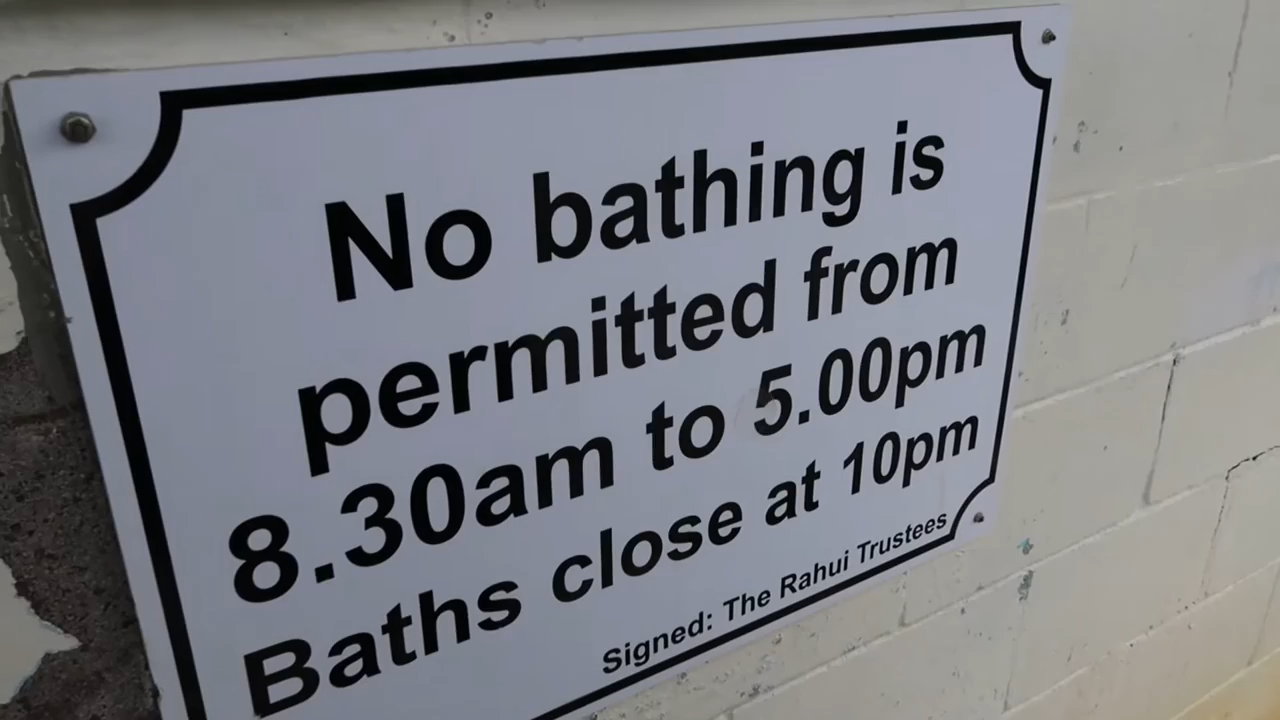 No bathing is
permitted from
8.30am to 5.00pm
Baths close at 10pm
Signed: The Rahui Trustees